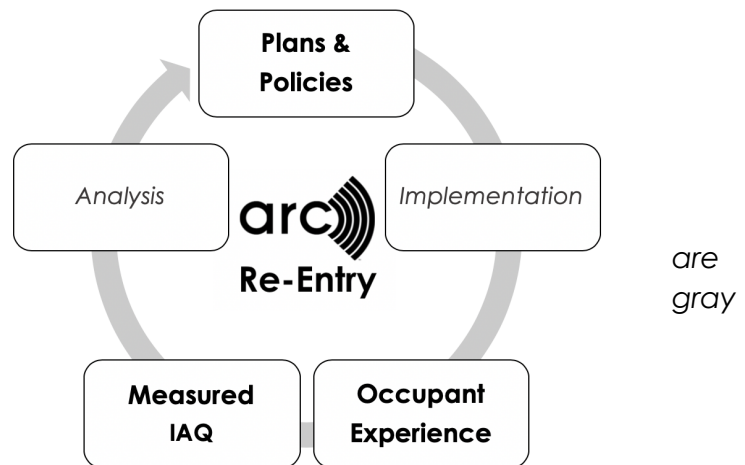 Plans &
Policies
Analysis
Implementation
arc
Re-Entry
are
gray
Measured
IAQ
Occupant
Experience